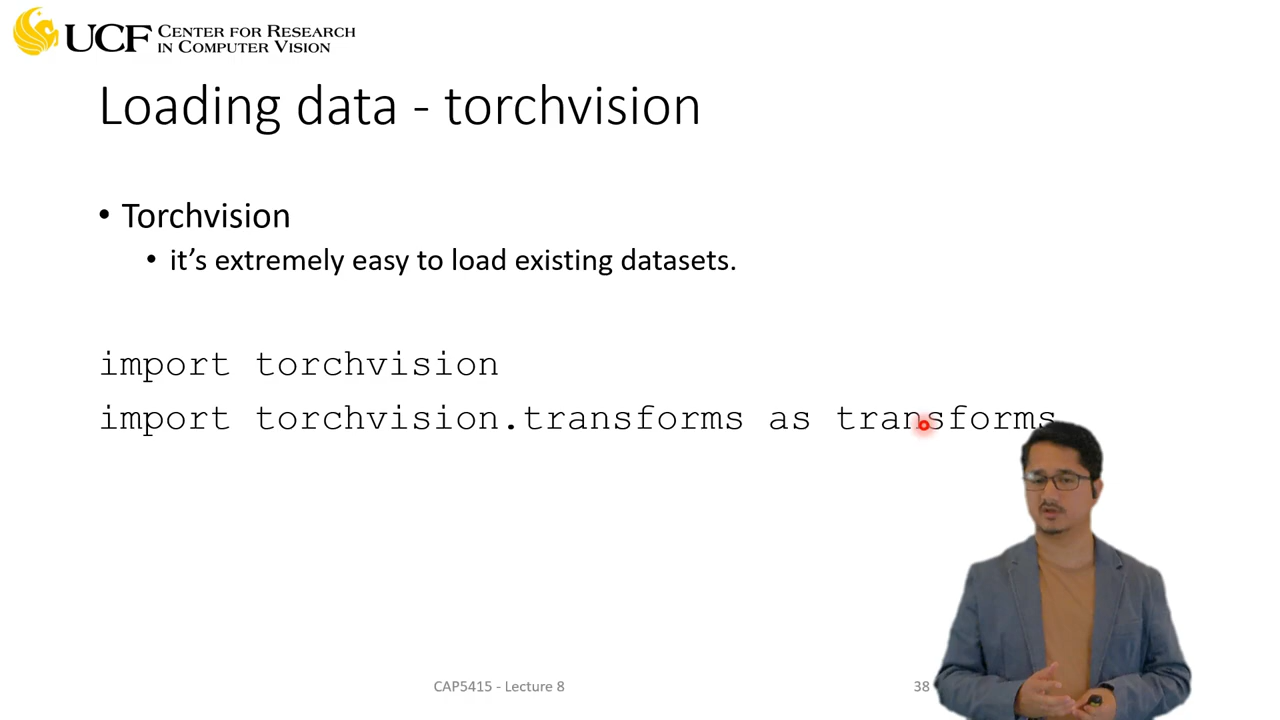 UCF CENTER FOR RESEARCH
IN COMPUTER VISION
Loading data - torchvision
• Torchvision
• it’s extremely easy to load existing datasets.
import torchvision
import torchvision.transforms as transforms
CAP5415 - Lecture 8
38